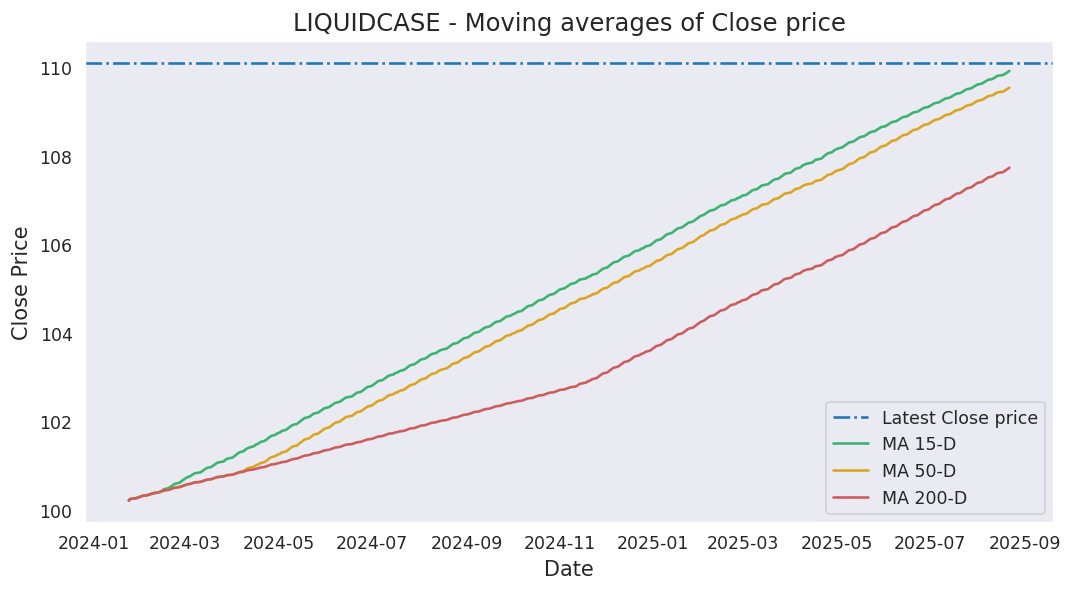 LIQUIDCASE - Moving averages of Close price
110
108
106
104
102
100
Close Price
Latest Close price
MA 15-D
MA 50-D
MA 200-D
2024-01 2024-03 2024-05 2024-07 2024-09 2024-11 2025-01 2025-03 2025-05 2025-07 2025-09
Date